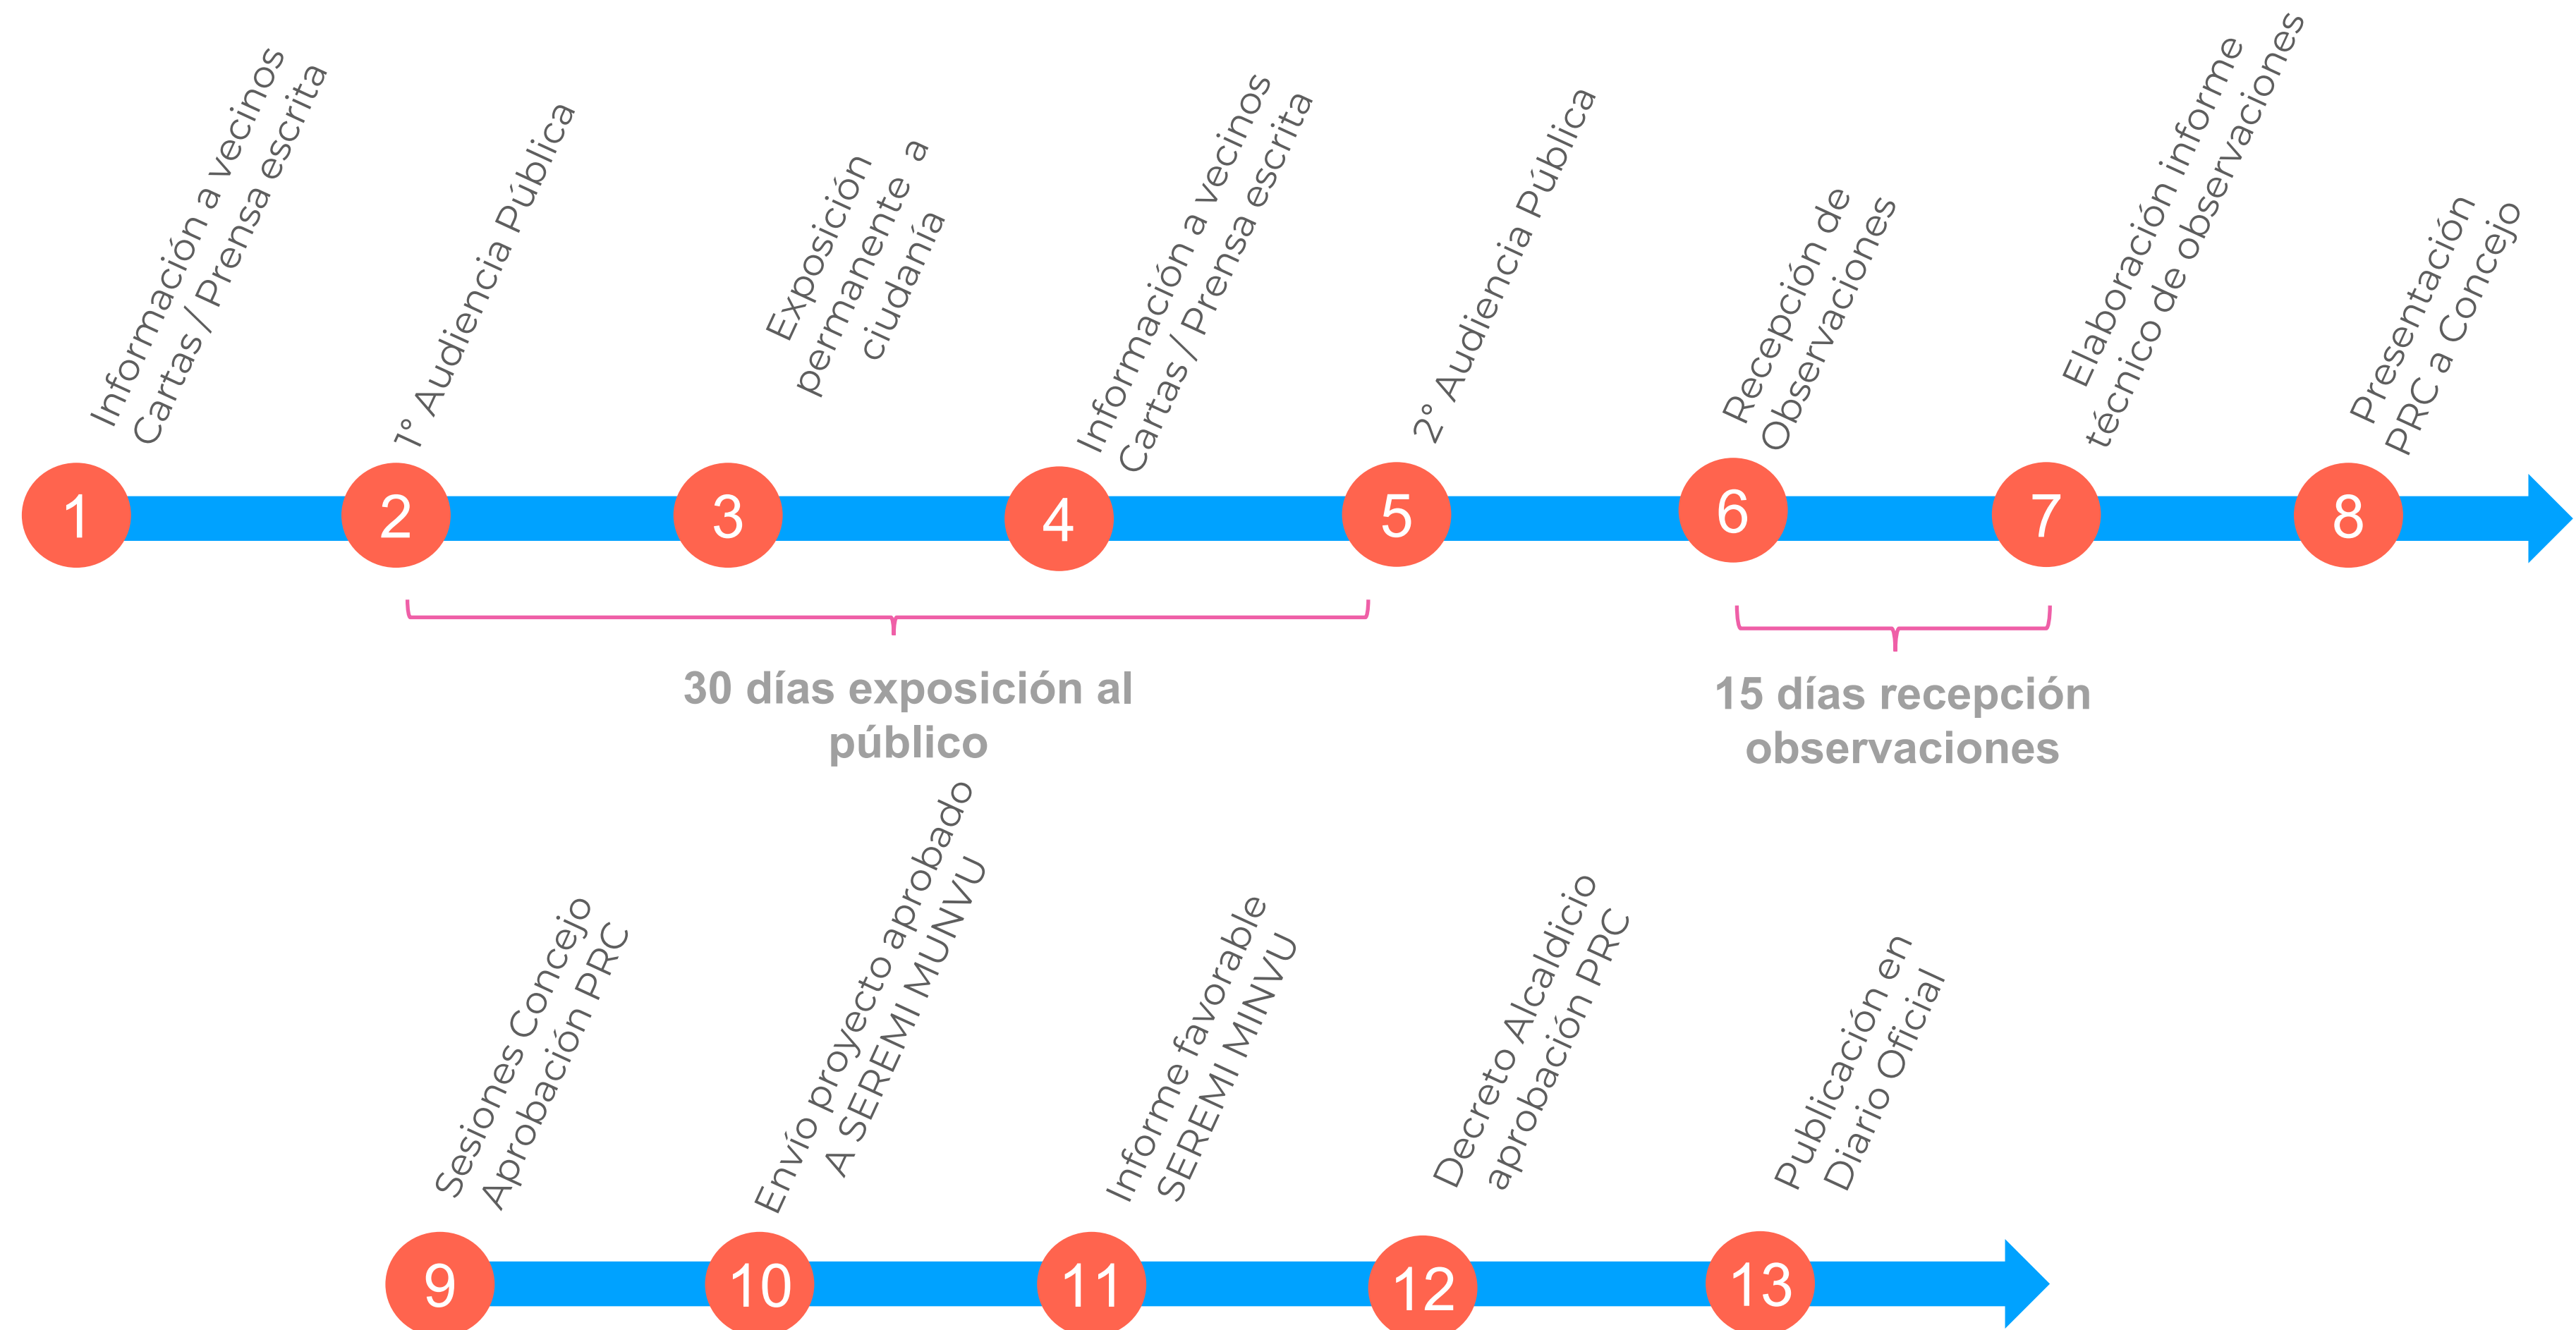 Información a vecinos
Cartas / Prensa escrita
1º Audiencia Pública
Exposición
permanente a
ciudanía
Información a vecinos
Cartas / Prensa escrita
2º Audiencia Pública
Recepción de
Observaciones
Elaboración informe
técnico de observaciones
Presentación
PRC a Concejo
1
2
3
4
5
6
7
8
30 días exposición al
público
15 días recepción
observaciones
Sesiones Concejo
Aprobación PRC
Envío proyecto aprobado
A SEREMI MUNVU
Informe favorable
SEREMI MINVU
Decreto Alcaldicio
aprobación PRC
Publicación en
Diario Oficial
9
10
11
12
13